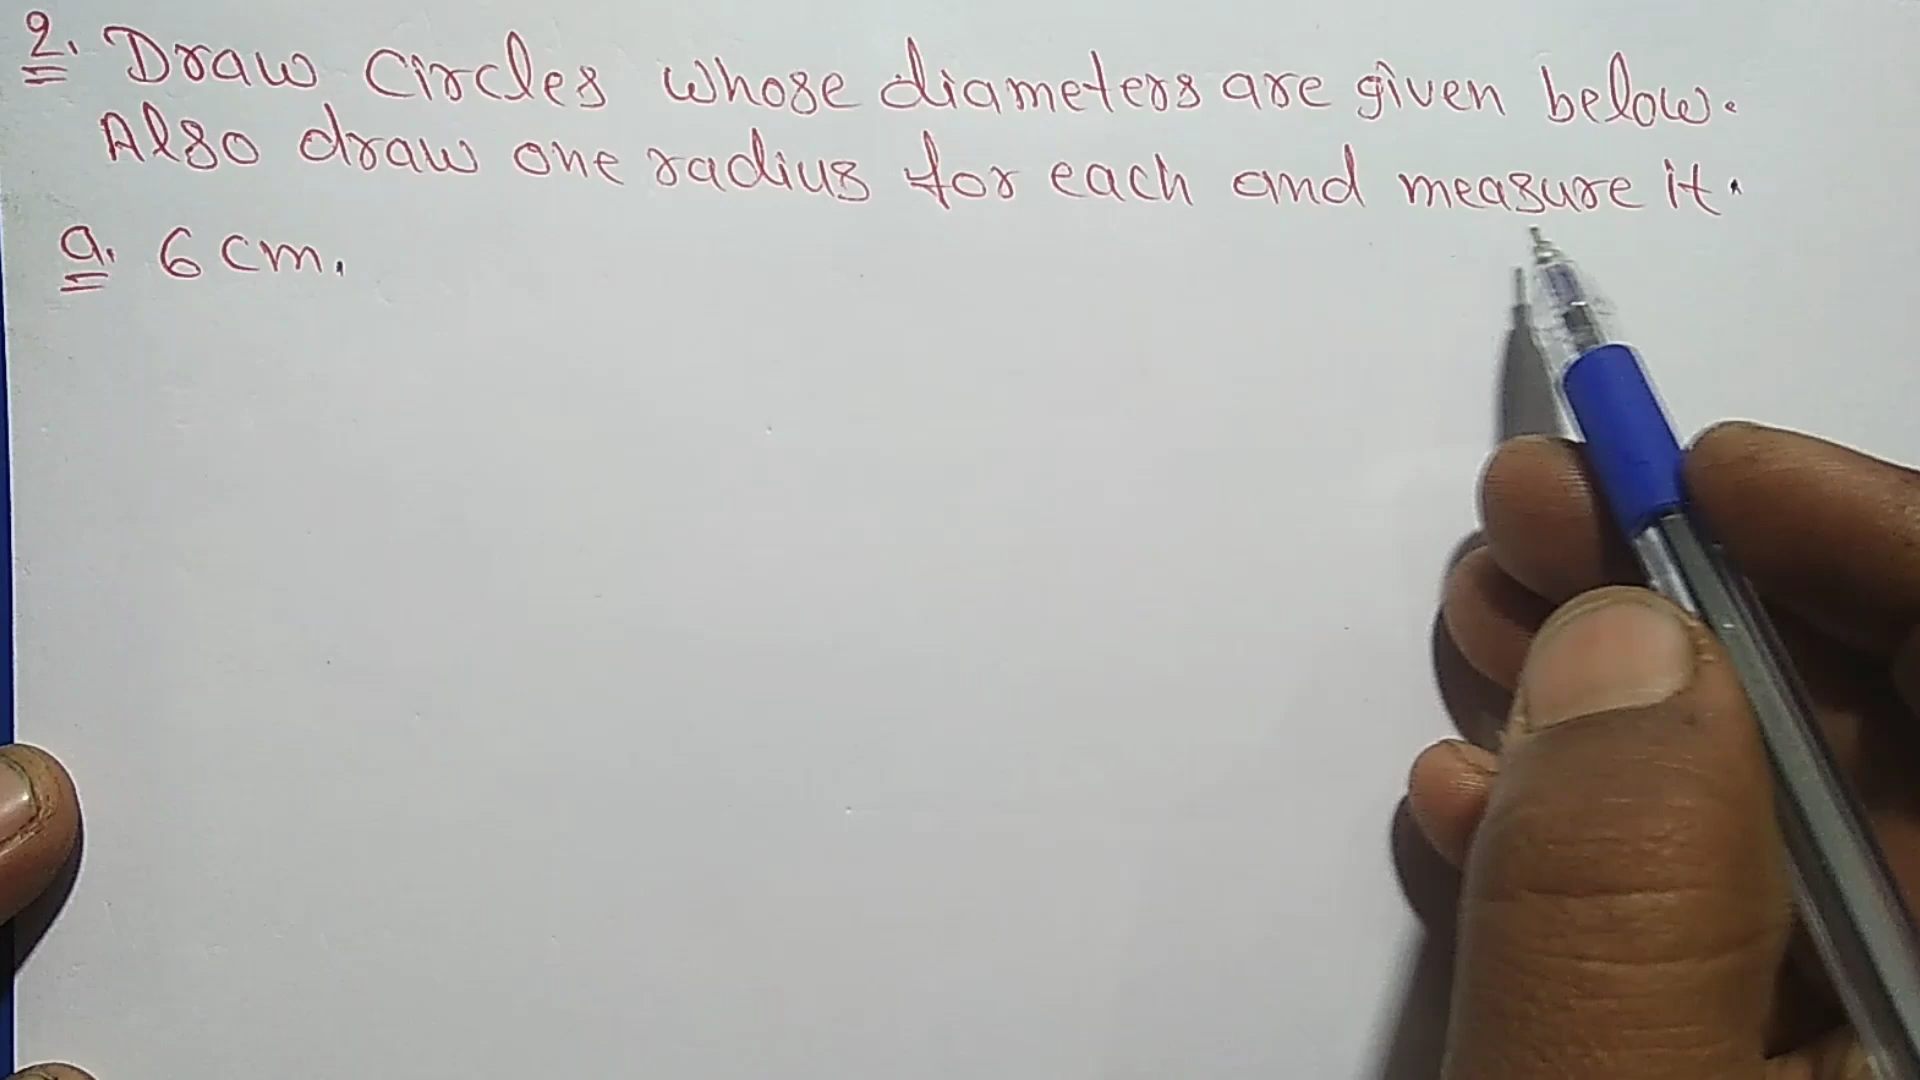 2. Draw circles whose diameters are given below.
Also draw one radius for each and measure it.
a. 6 cm.